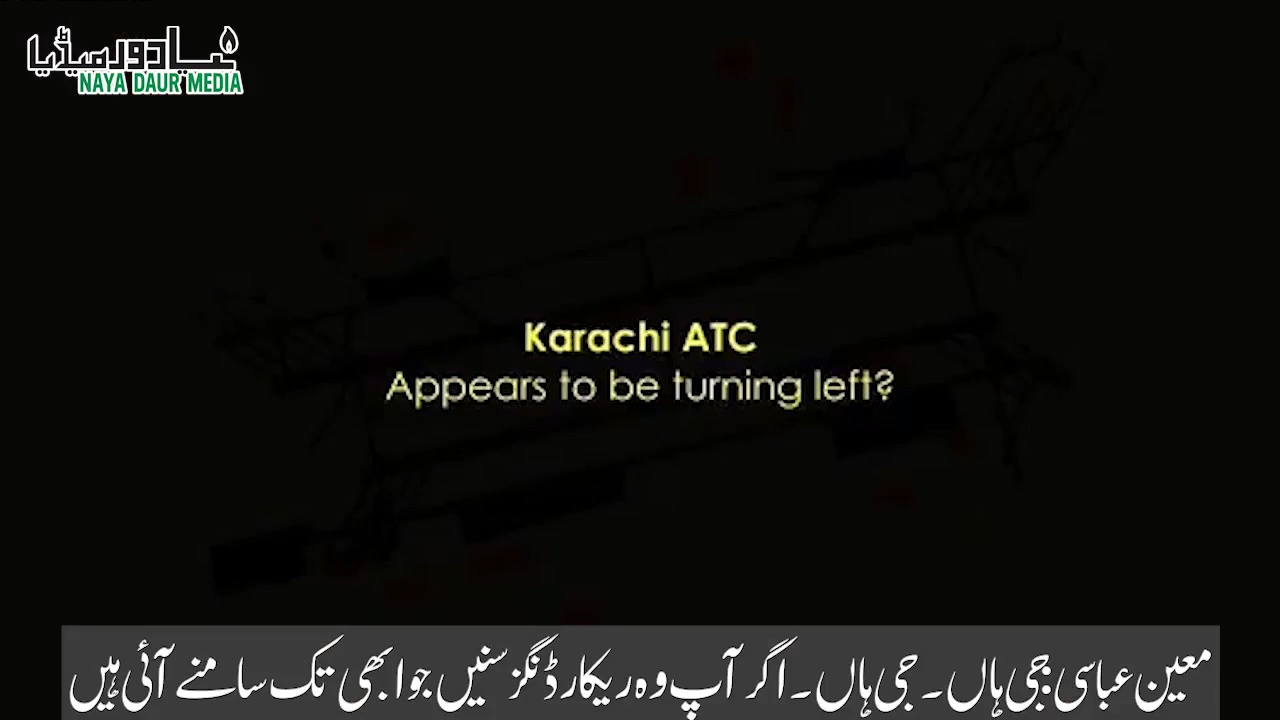 نیا دور میڈیا
NAYA DAUR MEDIA
Karachi ATC
Appears to be turning left?
معین عباسی: جی ہاں۔ جی ہاں۔ اگر آپ وہ ریکارڈنگز سنیں جو ابھی تک سامنے آئی ہیں